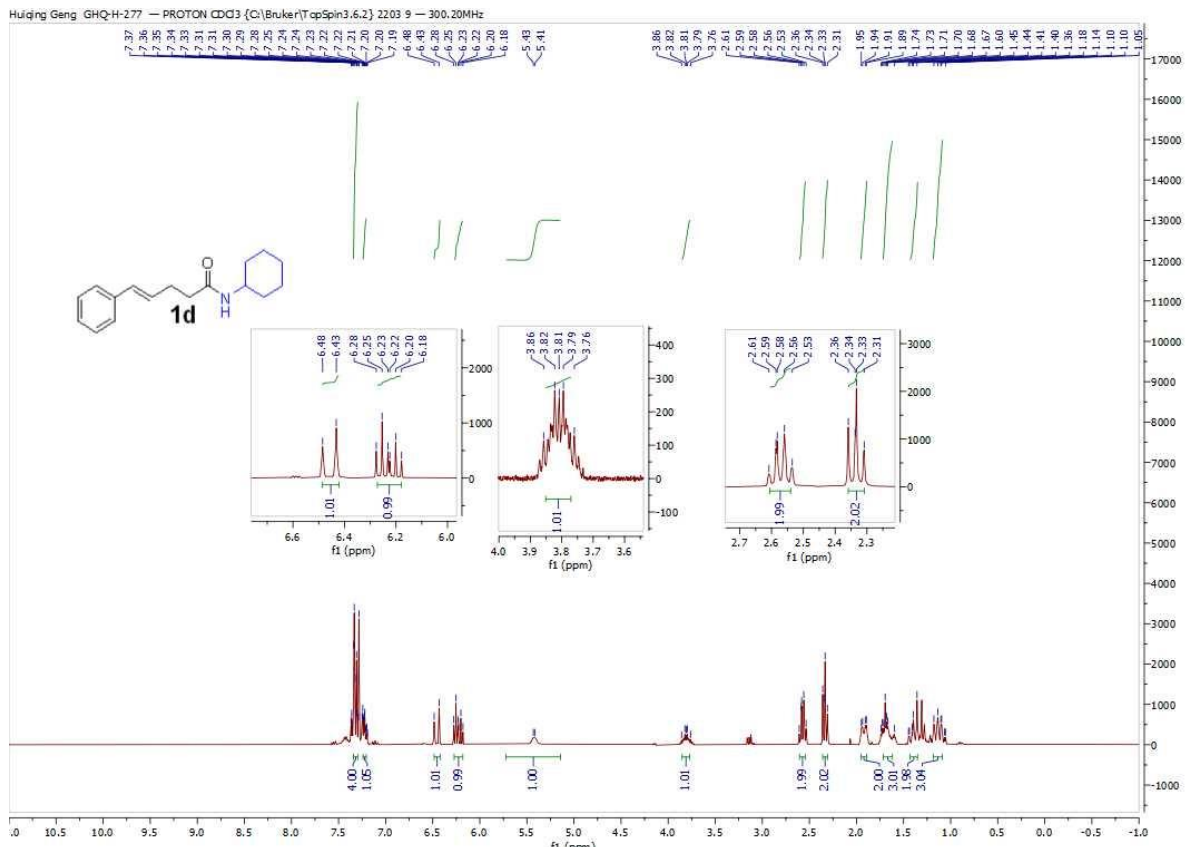 Huiqing Geng GHQ-H-277 — PROTON CDCl3 {C:\Bruker\TopSpin3.6.2} 2203 9 — 300.20MHz
7.37 7.36 7.35 7.34 7.33 7.31 7.31 7.30 7.29 7.28 7.25 7.24 7.24 7.23 7.22 7.22 7.21 7.20 7.20 7.19 6.48 6.43 6.28 6.25 6.23 6.22 6.20 6.18 5.43 5.41 3.86 3.82 3.81 3.79 3.76 2.61 2.59 2.58 2.56 2.53 2.36 2.34 2.33 2.31 1.95 1.94 1.91 1.89 1.74 1.73 1.71 1.70 1.68 1.67 1.60 1.45 1.44 1.41 1.40 1.36 1.18 1.14 1.10 1.10 1.05
17000
16000
15000
14000
13000
12000
11000
10000
9000
8000
7000
6000
5000
4000
3000
2000
1000
0
-1000
O
N
H
1d
6.48 6.43 6.28 6.25 6.23 6.22 6.20 6.18
2000
1000
0
1.01 0.99
6.6 6.4 6.2 6.0
f1 (ppm)
3.86 3.82 3.81 3.79 3.76
400
300
200
100
0
-100
1.01
4.0 3.9 3.8 3.7 3.6
f1 (ppm)
2.61 2.59 2.58 2.56 2.53 2.36 2.34 2.33 2.31
3000
2000
1000
0
1.99 2.02
2.7 2.6 2.5 2.4 2.3
f1 (ppm)
4.00 1.05 1.01 0.99 1.00 1.01 1.99 2.02 2.00 3.01 1.98 3.04
.0 10.5 10.0 9.5 9.0 8.5 8.0 7.5 7.0 6.5 6.0 5.5 5.0 4.5 4.0 3.5 3.0 2.5 2.0 1.5 1.0 0.5 0.0 -0.5 -1.0
f1 (ppm)